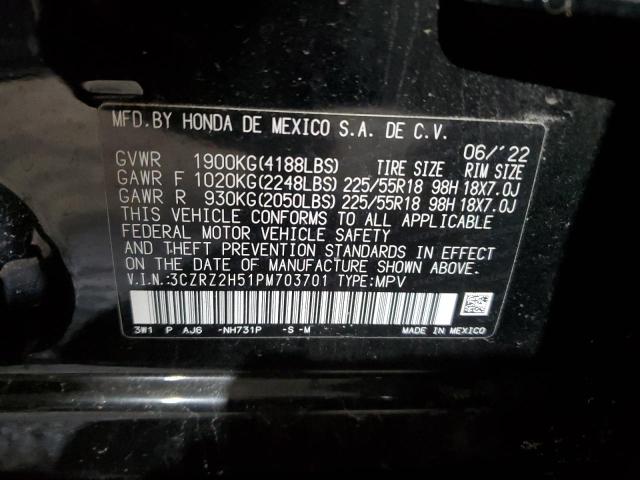 MFD.BY HONDA DE MEXICO S.A. DE C.V.
06/'22
GVWR 1900KG(4188LBS) TIRE SIZE RIM SIZE
GAWR F 1020KG(2248LBS) 225/55R18 98H 18X7.0J
GAWR R 930KG(2050LBS) 225/55R18 98H 18X7.0J
THIS VEHICLE CONFORMS TO ALL APPLICABLE
FEDERAL MOTOR VEHICLE SAFETY
AND THEFT PREVENTION STANDARDS IN EFFECT
ON THE DATE OF MANUFACTURE SHOWN ABOVE.
V.I.N.:3CZRZ2H51PM703701 TYPE:MPV
3W1 P AJ6 -NH731P -S-M MADE IN MEXICO